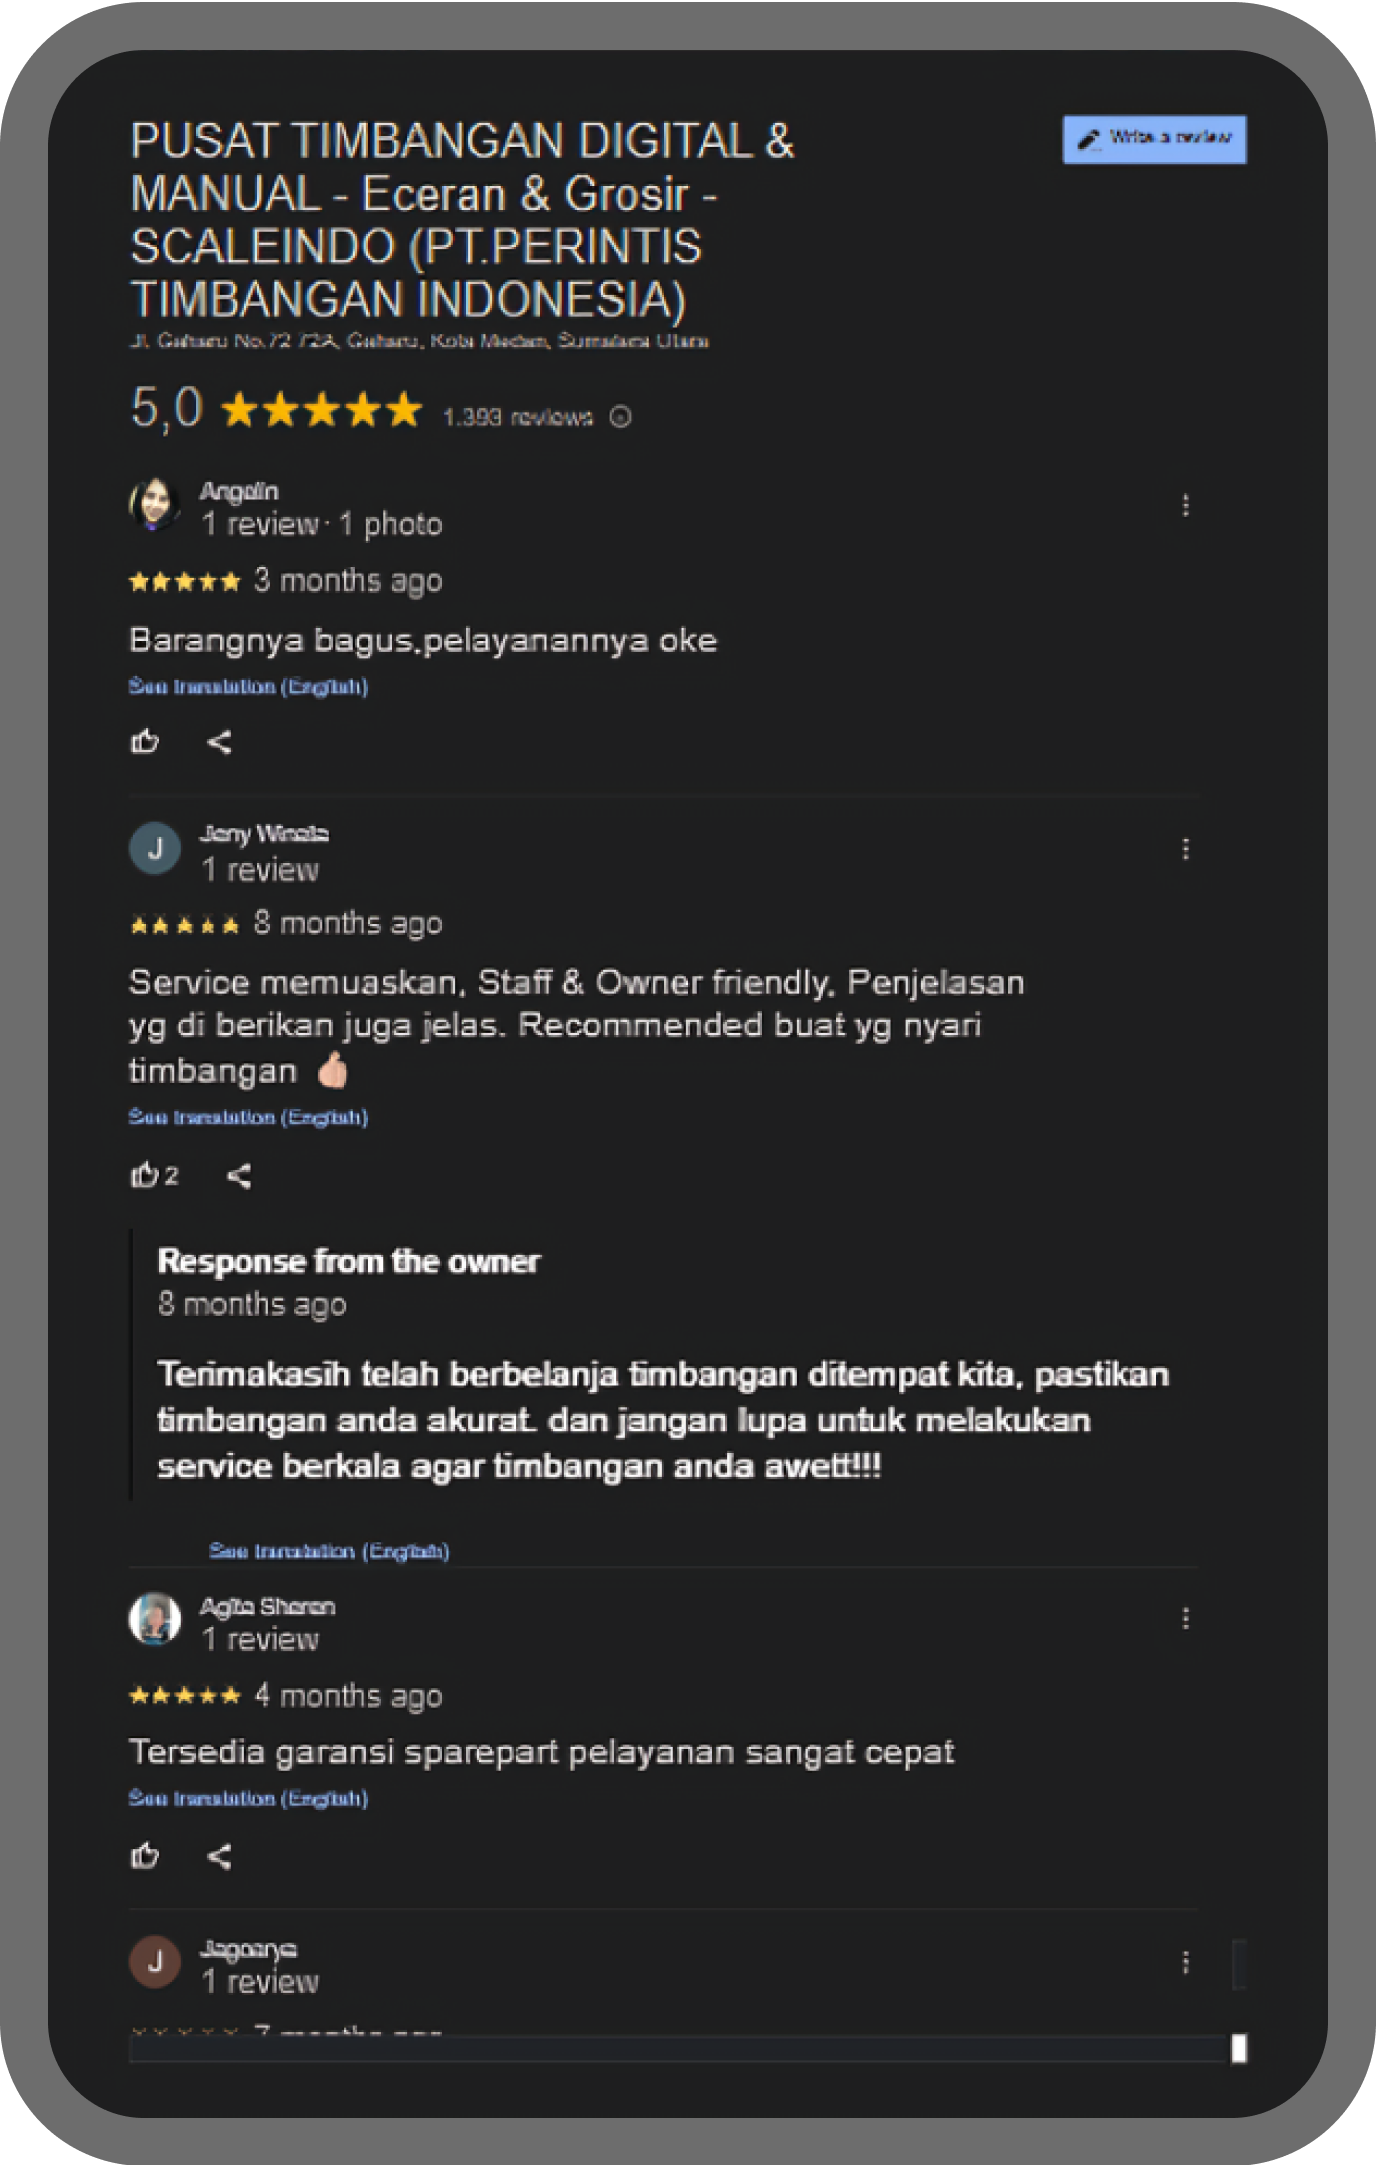 PUSAT TIMBANGAN DIGITAL &
MANUAL - Eceran & Grosir -
SCALEINDO (PT.PERINTIS
TIMBANGAN INDONESIA)
Write a review
Jl. Gaharu No.72 72A, Gaharu, Kota Medan, Sumatera Utara
5,0 1.393 reviews
Angelin
1 review · 1 photo
3 months ago
Barangnya bagus,pelayanannya oke
See translation (English)
Jeny Winata
1 review
8 months ago
Service memuaskan, Staff & Owner friendly, Penjelasan
yg di berikan juga jelas. Recommended buat yg nyari
timbangan 👍🏻
See translation (English)
2
Response from the owner
8 months ago
Terimakasih telah berbelanja timbangan ditempat kita, pastikan
timbangan anda akurat. dan jangan lupa untuk melakukan
service berkala agar timbangan anda awett!!!
See translation (English)
J
Agita Sheren
1 review
4 months ago
Tersedia garansi sparepart pelayanan sangat cepat
See translation (English)
J
1 review
7 months ago